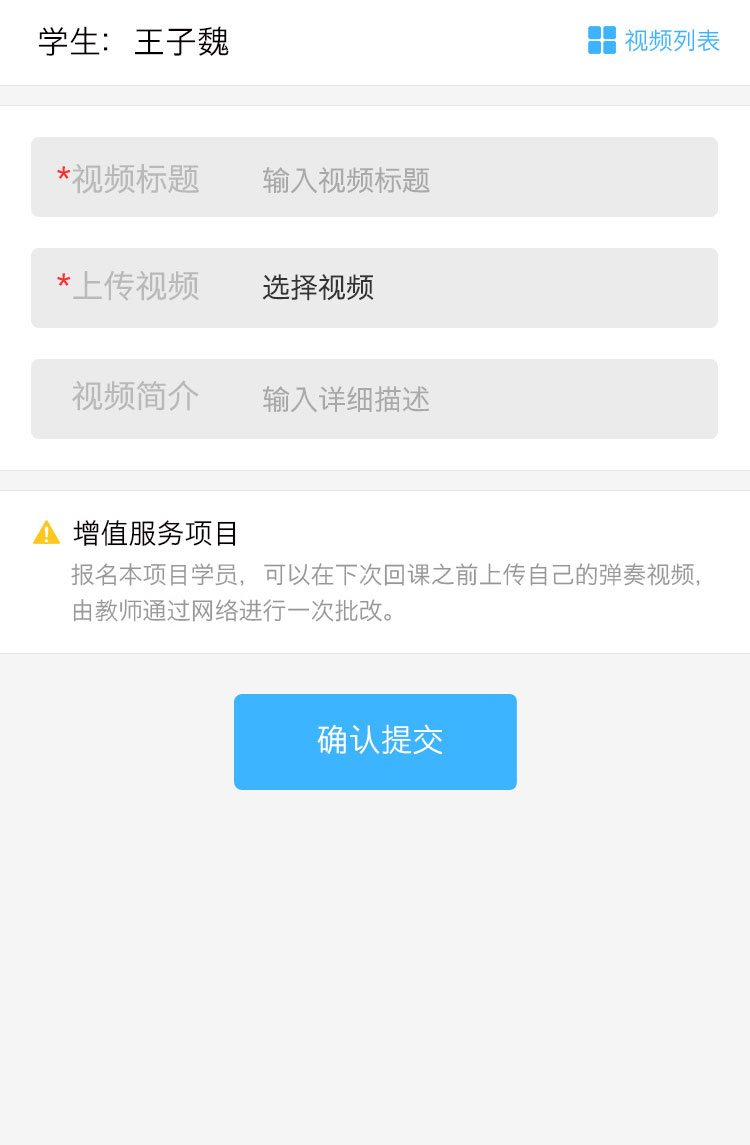 学生： 王子魏
视频列表
*视频标题 输入视频标题
*上传视频 选择视频
视频简介 输入详细描述
增值服务项目
报名本项目学员，可以在下次回课之前上传自己的弹奏视频，
由教师通过网络进行一次批改。
确认提交